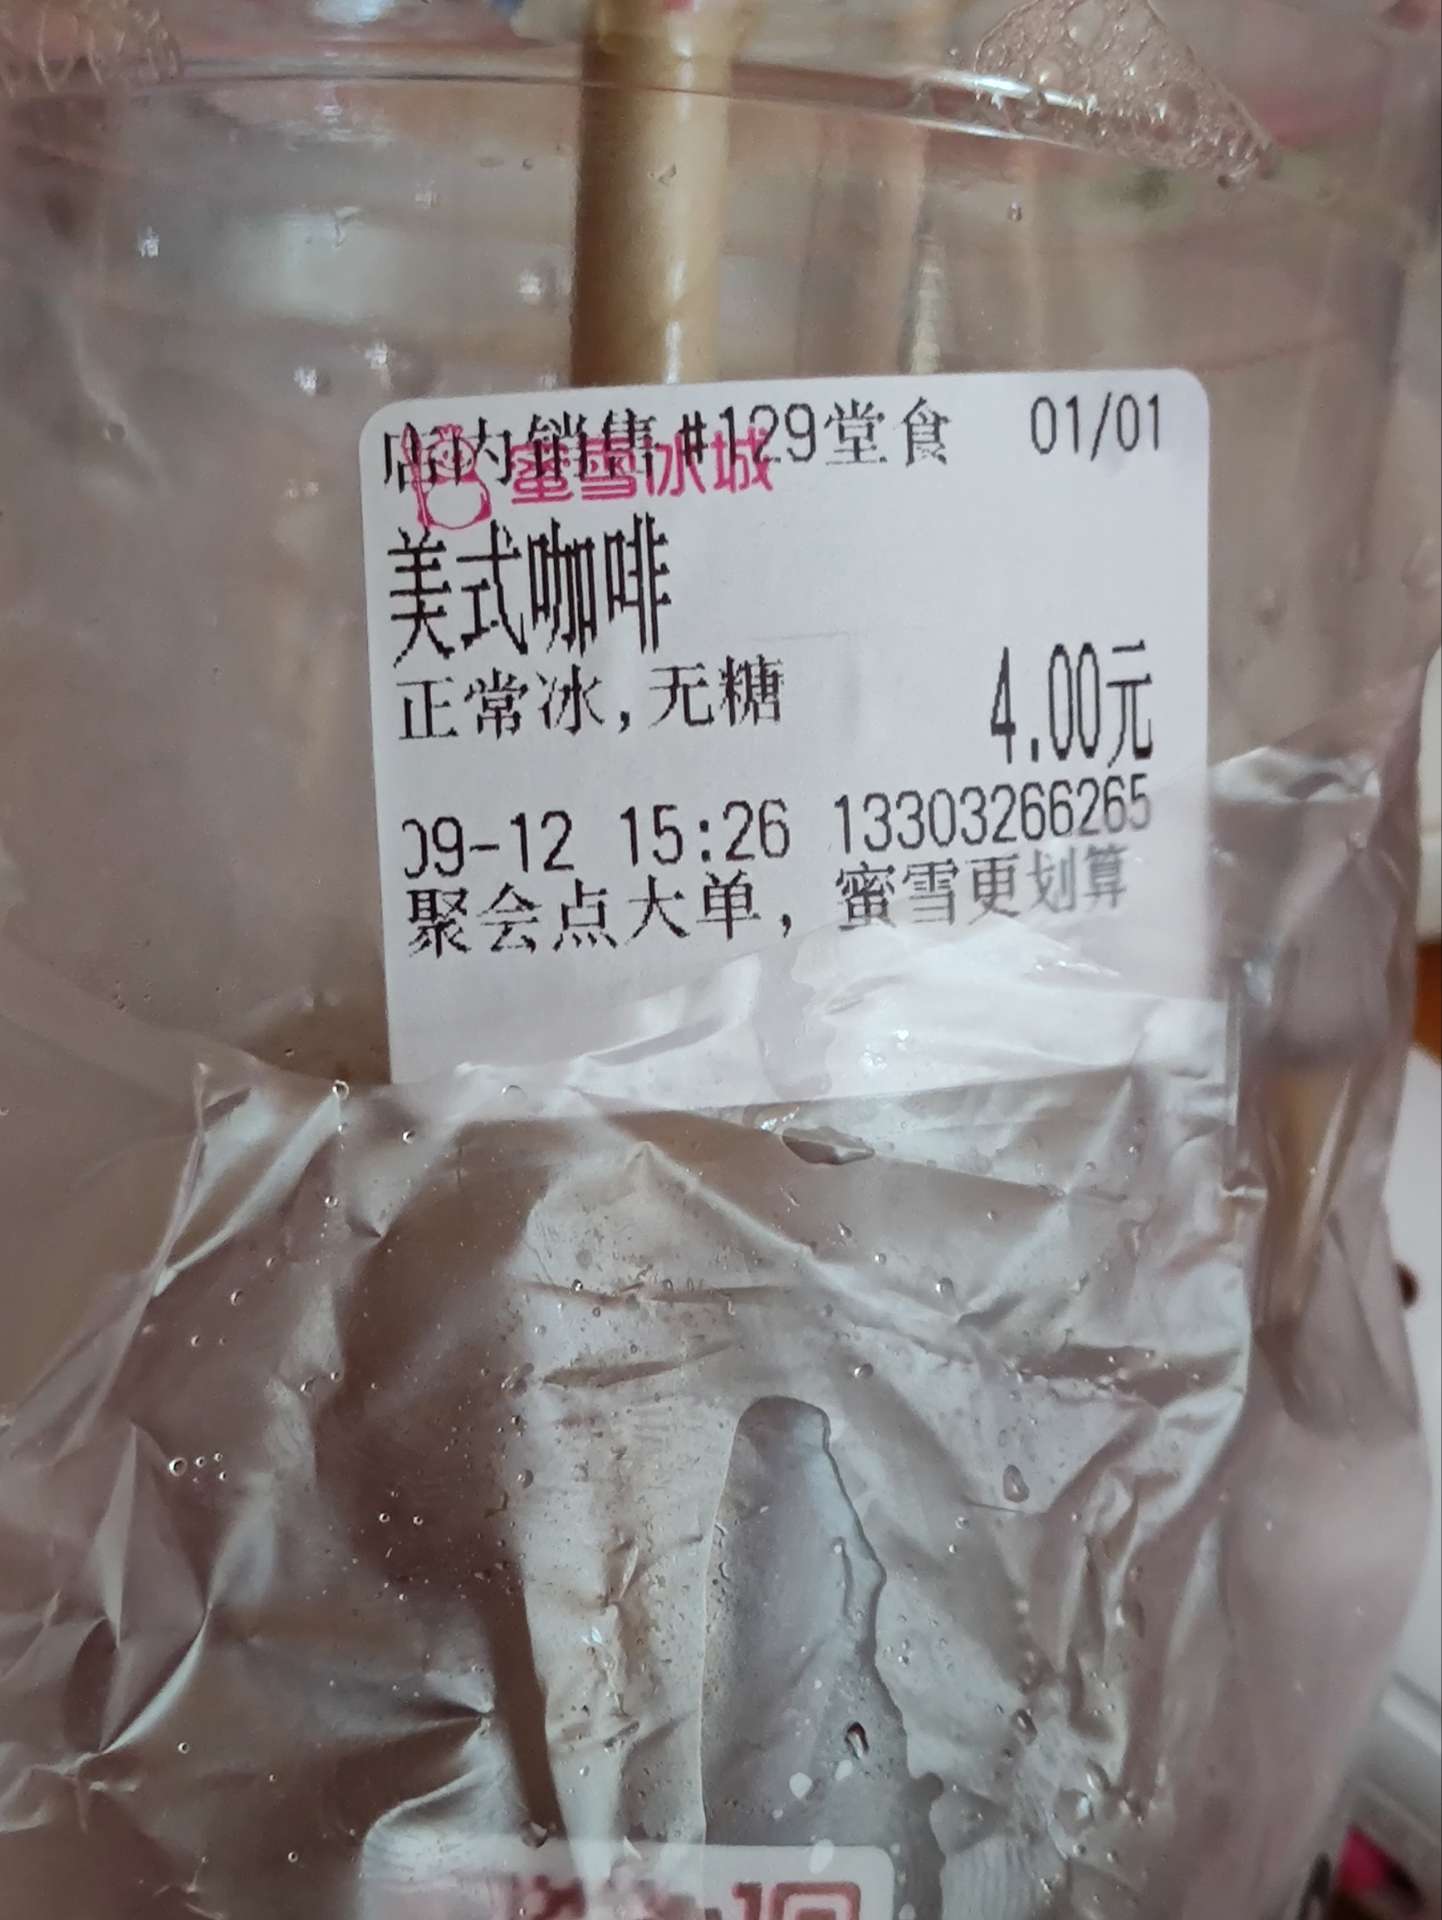 店内销售#129堂食 01/01
蜜雪冰城
美式咖啡
正常冰,无糖 4.00元
09-12 15:26 13303266265
聚会点大单,蜜雪更划算